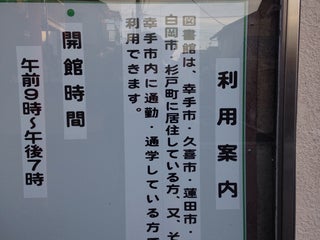 利用案内
図書館は、幸手市・久喜市・蓮田市・
白岡市・杉戸町に居住している方、又、そ
幸手市内に通勤・通学している方で
利用できます。
開館時間
午前9時〜午後7時